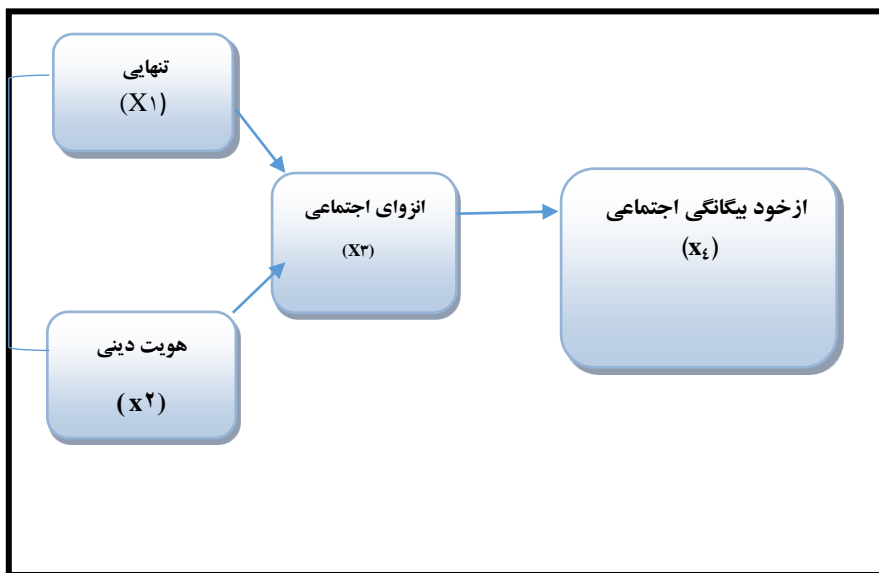 تنهایی
(X۱)
انزوای اجتماعی
(X۳)
ازخود بیگانگی اجتماعی
(x٤)
هویت دینی
(x۲)